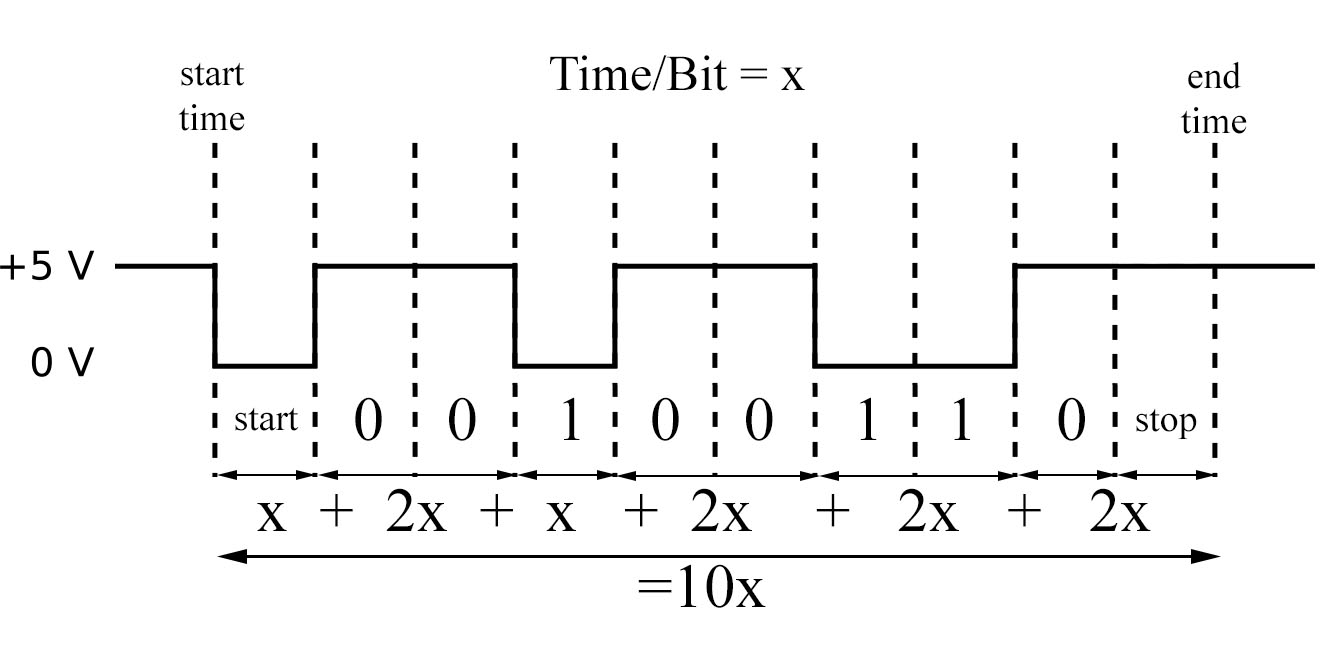 start time
Time/Bit = x
end time
+5 V
0 V
start 0 0 1 0 0 1 1 0 stop
x + 2x + x + 2x + 2x + 2x
=10x